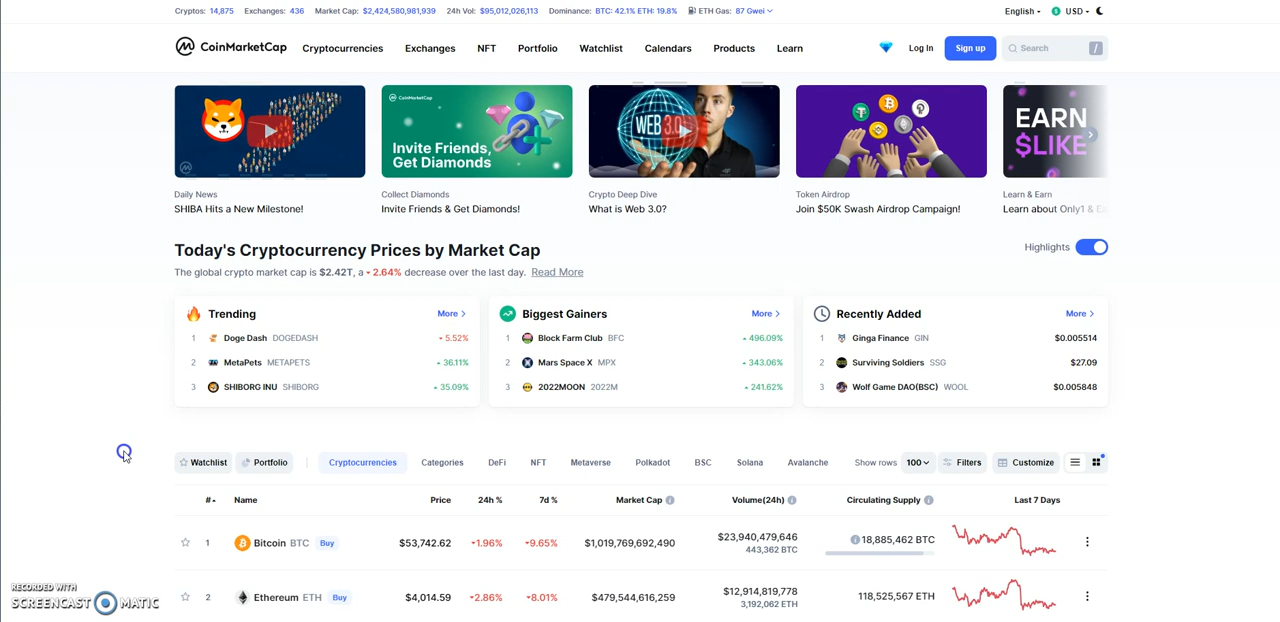 Cryptos: 14,875 Exchanges: 436 Market Cap: $2,424,580,981,939 24h Vol: $95,012,026,113 Dominance: BTC: 42.1% ETH: 19.8% ETH Gas: 87 Gwei English USD
CoinMarketCap Cryptocurrencies Exchanges NFT Portfolio Watchlist Calendars Products Learn Log In Sign up Search /
CoinMarketCap
Invite Friends,
Get Diamonds
WEB 3.0
EARN
$LIKE
Daily News Collect Diamonds Crypto Deep Dive Token Airdrop Learn & Earn
SHIBA Hits a New Milestone! Invite Friends & Get Diamonds! What is Web 3.0? Join $50K Swash Airdrop Campaign! Learn about Only1 &
Today's Cryptocurrency Prices by Market Cap Highlights
The global crypto market cap is $2.42T, a 2.64% decrease over the last day. Read More
Trending More > Biggest Gainers More > Recently Added More >
1 Doge Dash DOGEDASH 5.52% 1 Block Farm Club BFC 496.09% 1 Ginga Finance GIN $0.005514
2 MetaPets METAPETS 36.11% 2 Mars Space X MPX 343.06% 2 Surviving Soldiers SSG $27.09
3 SHIBORG INU SHIBORG 35.09% 3 2022MOON 2022M 241.62% 3 Wolf Game DAO(BSC) WOOL $0.005848
Watchlist Portfolio Cryptocurrencies Categories DeFi NFT Metaverse Polkadot BSC Solana Avalanche Show rows 100 Filters Customize
# Name Price 24h % 7d % Market Cap Volume(24h) Circulating Supply Last 7 Days
1 Bitcoin BTC Buy $53,742.62 1.96% 9.65% $1,019,769,692,490 $23,940,479,646 18,885,462 BTC
443,362 BTC
2 Ethereum ETH Buy $4,014.59 2.86% 8.01% $479,544,616,259 $12,914,819,778 118,525,567 ETH
3,192,062 ETH
RECORDED WITH
SCREENCAST MATIC